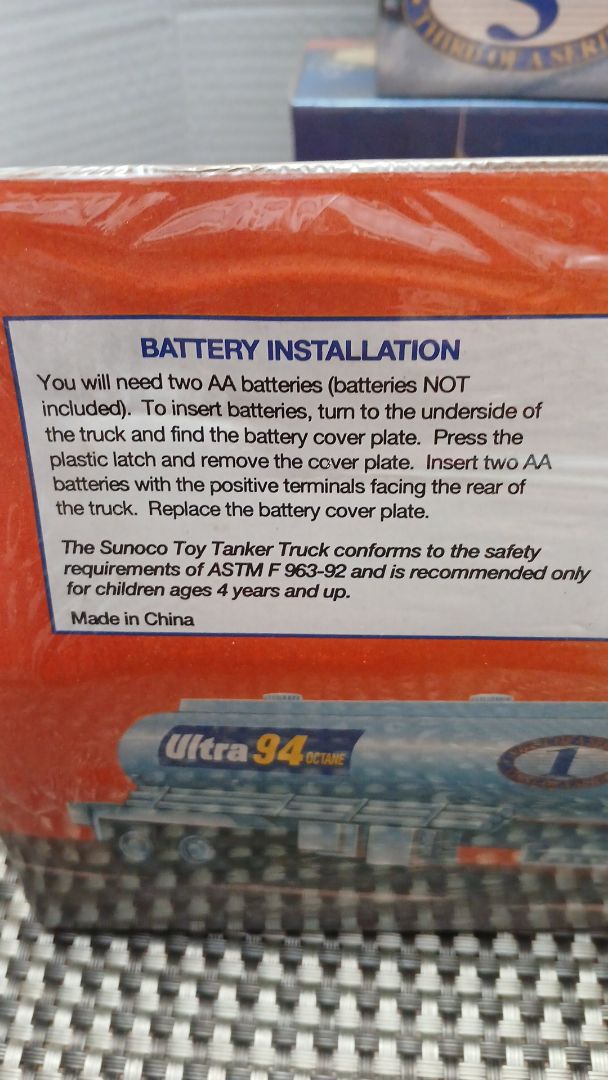 THIRD OF A SERI
BATTERY INSTALLATION
You will need two AA batteries (batteries NOT
included). To insert batteries, turn to the underside of
the truck and find the battery cover plate. Press the
plastic latch and remove the cover plate. Insert two AA
batteries with the positive terminals facing the rear of
the truck. Replace the battery cover plate.
The Sunoco Toy Tanker Truck conforms to the safety
requirements of ASTM F 963-92 and is recommended only
for children ages 4 years and up.
Made in China
Ultra 94 OCTANE
1